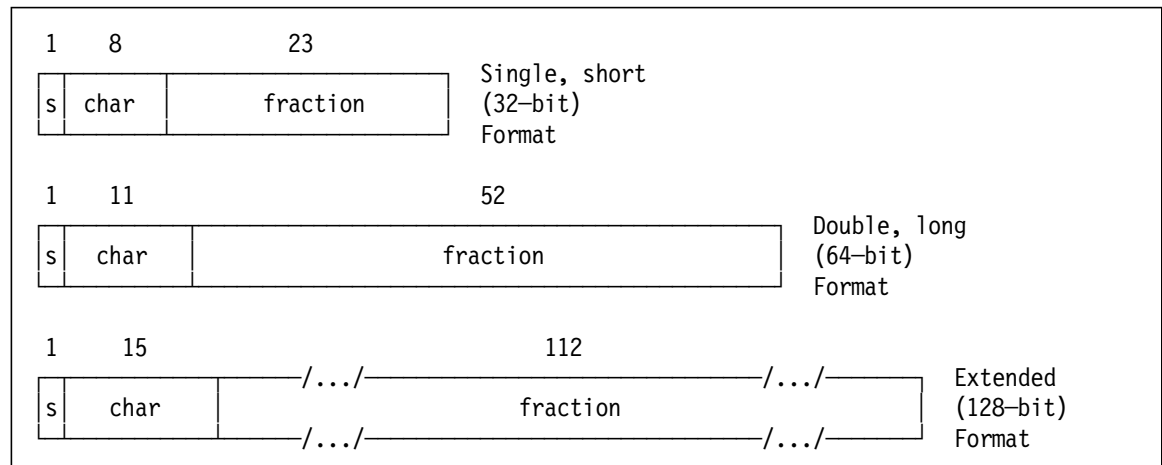 1 8 23
Single, short
s char fraction (32—bit)
Format
1 11 52
Double, long
s char fraction (64—bit)
Format
1 15 112
/.../ /.../ Extended
s char fraction (128—bit)
/.../ /.../ Format